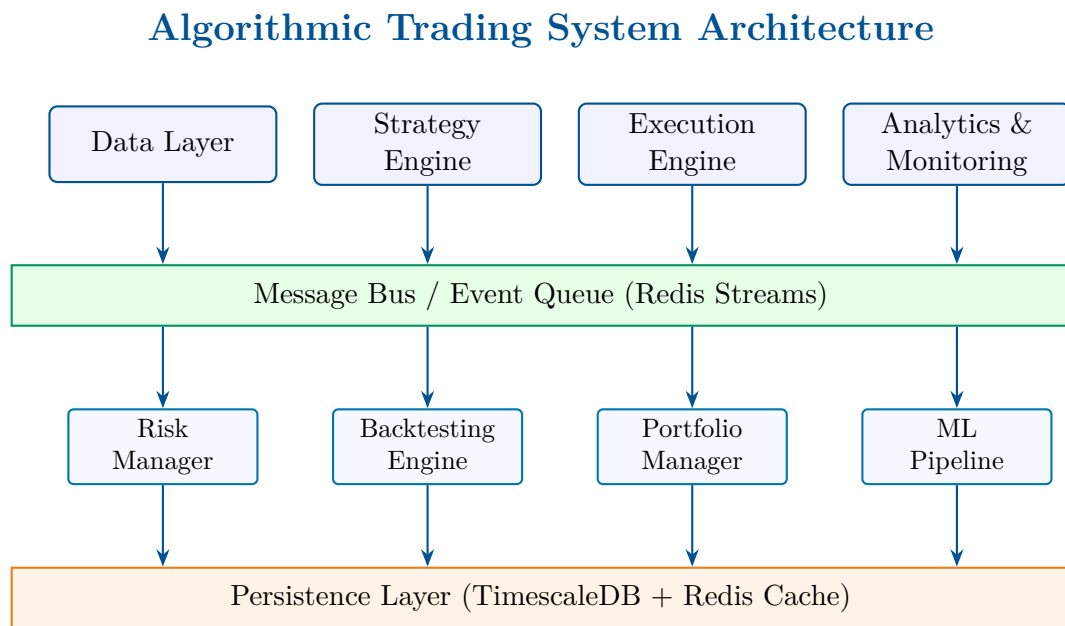 Algorithmic Trading System Architecture
Data Layer
Strategy
Engine
Execution
Engine
Analytics &
Monitoring
Message Bus / Event Queue (Redis Streams)
Risk
Manager
Backtesting
Engine
Portfolio
Manager
ML
Pipeline
Persistence Layer (TimescaleDB + Redis Cache)